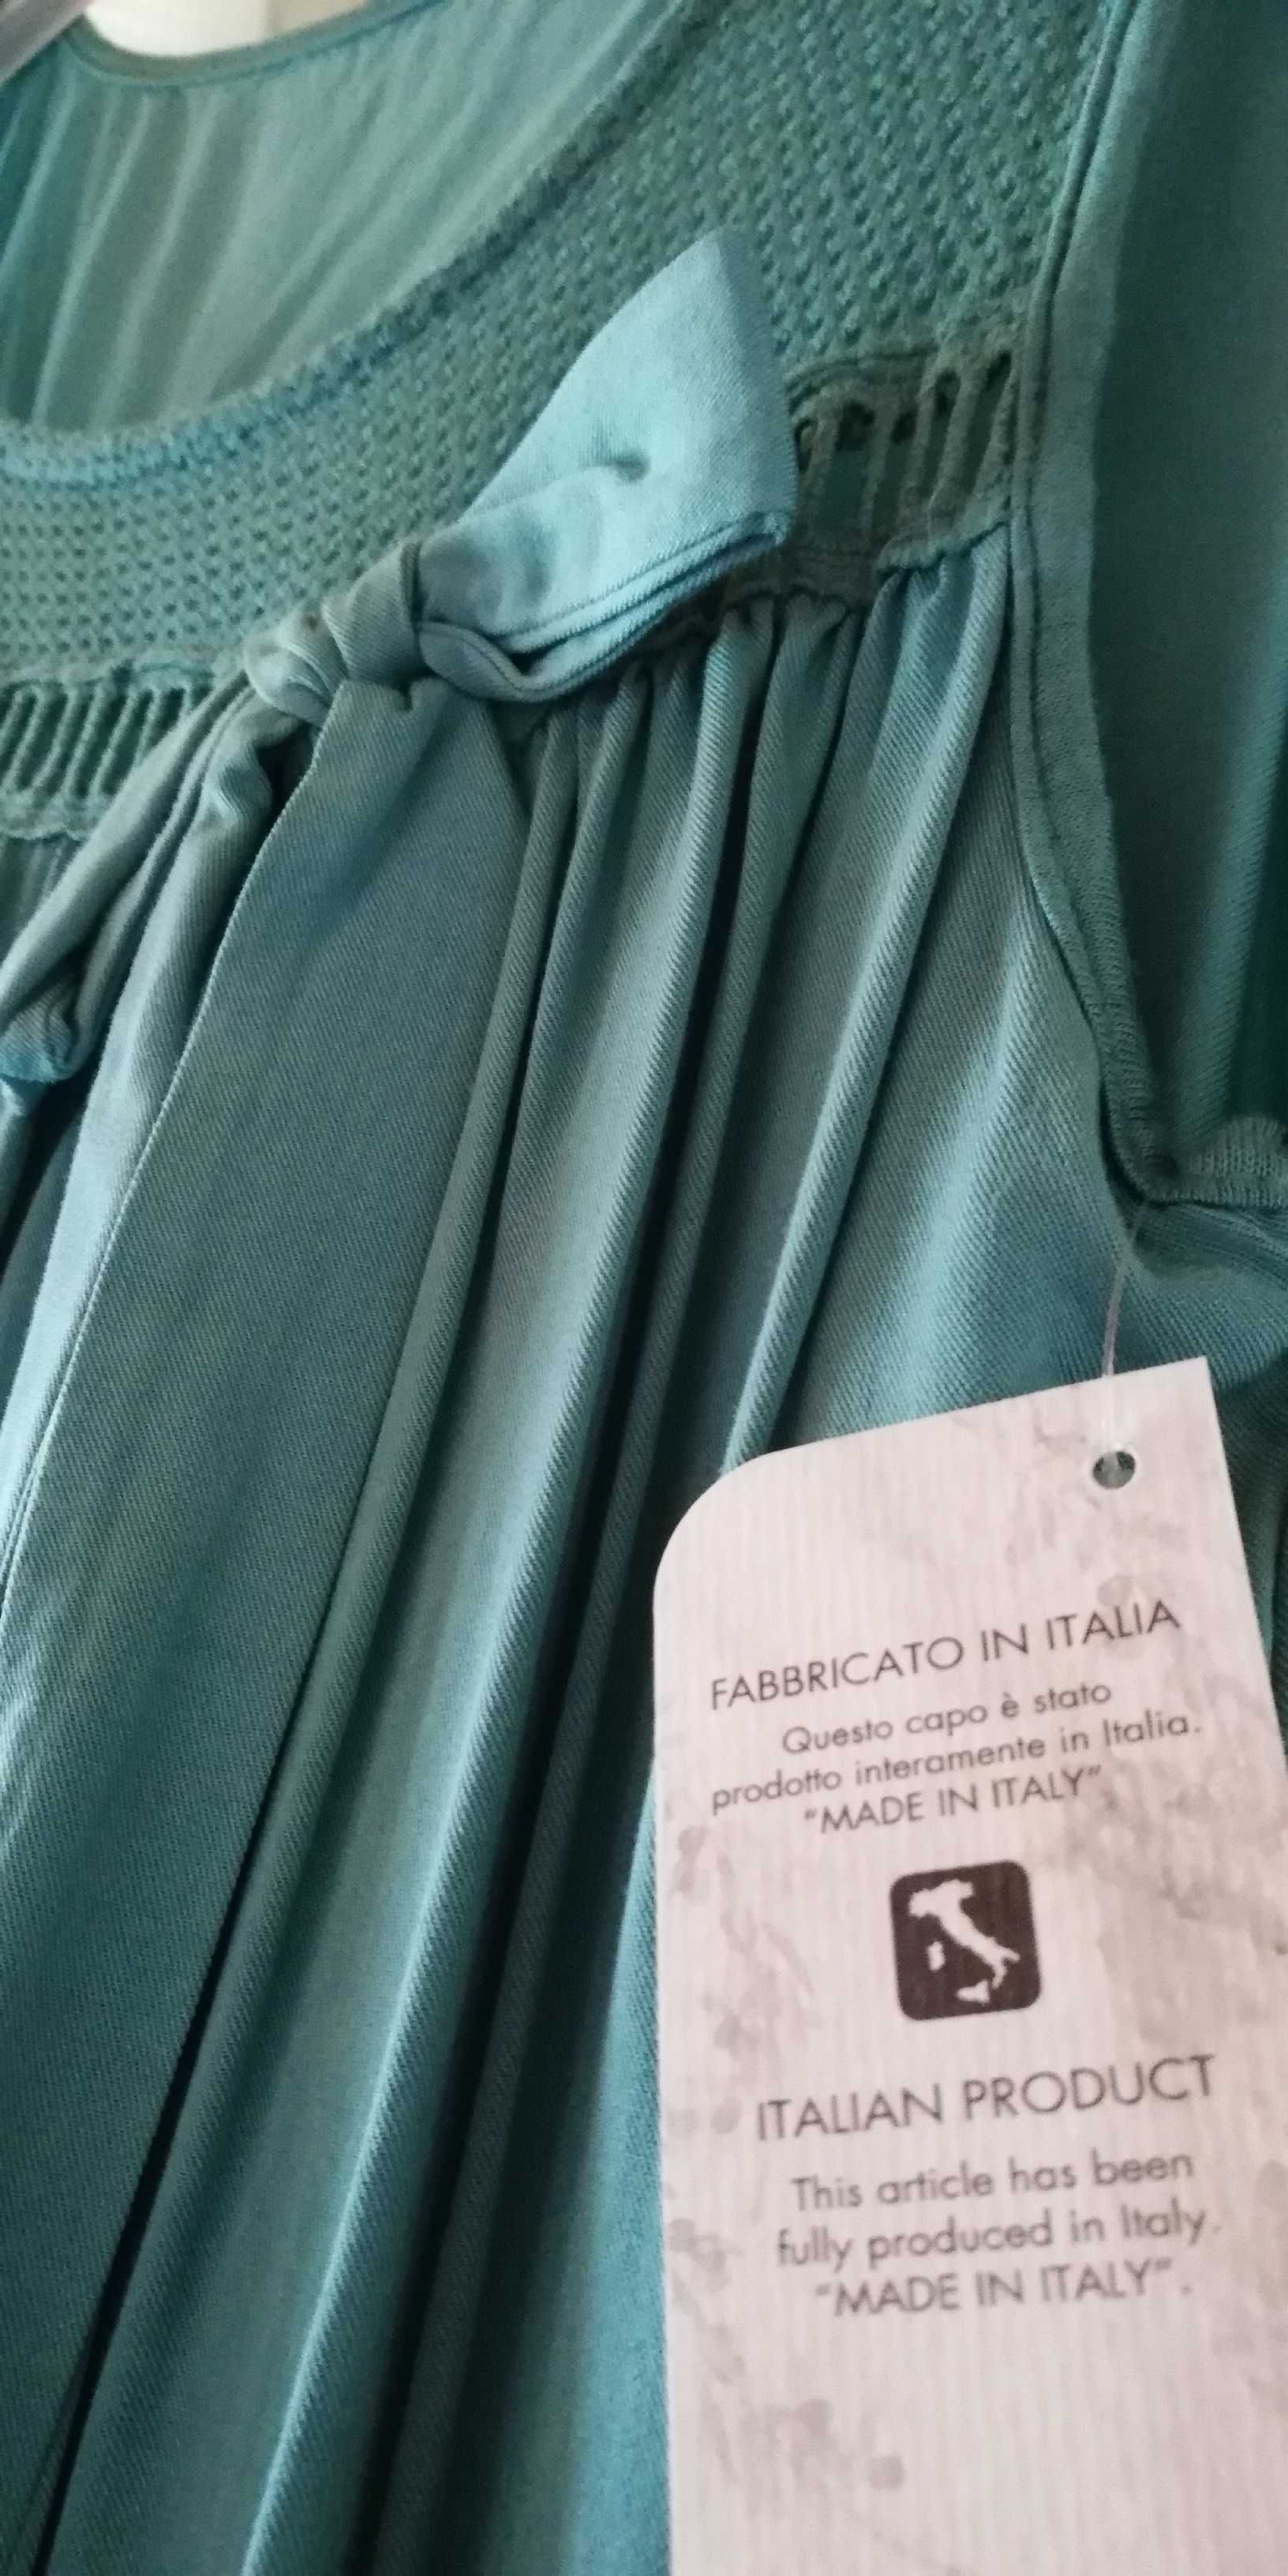 FABBRICATO IN ITALIA
Questo capo è stato
prodotto interamente in Italia.
"MADE IN ITALY"
ITALIAN PRODUCT
This article has been
fully produced in Italy.
"MADE IN ITALY".